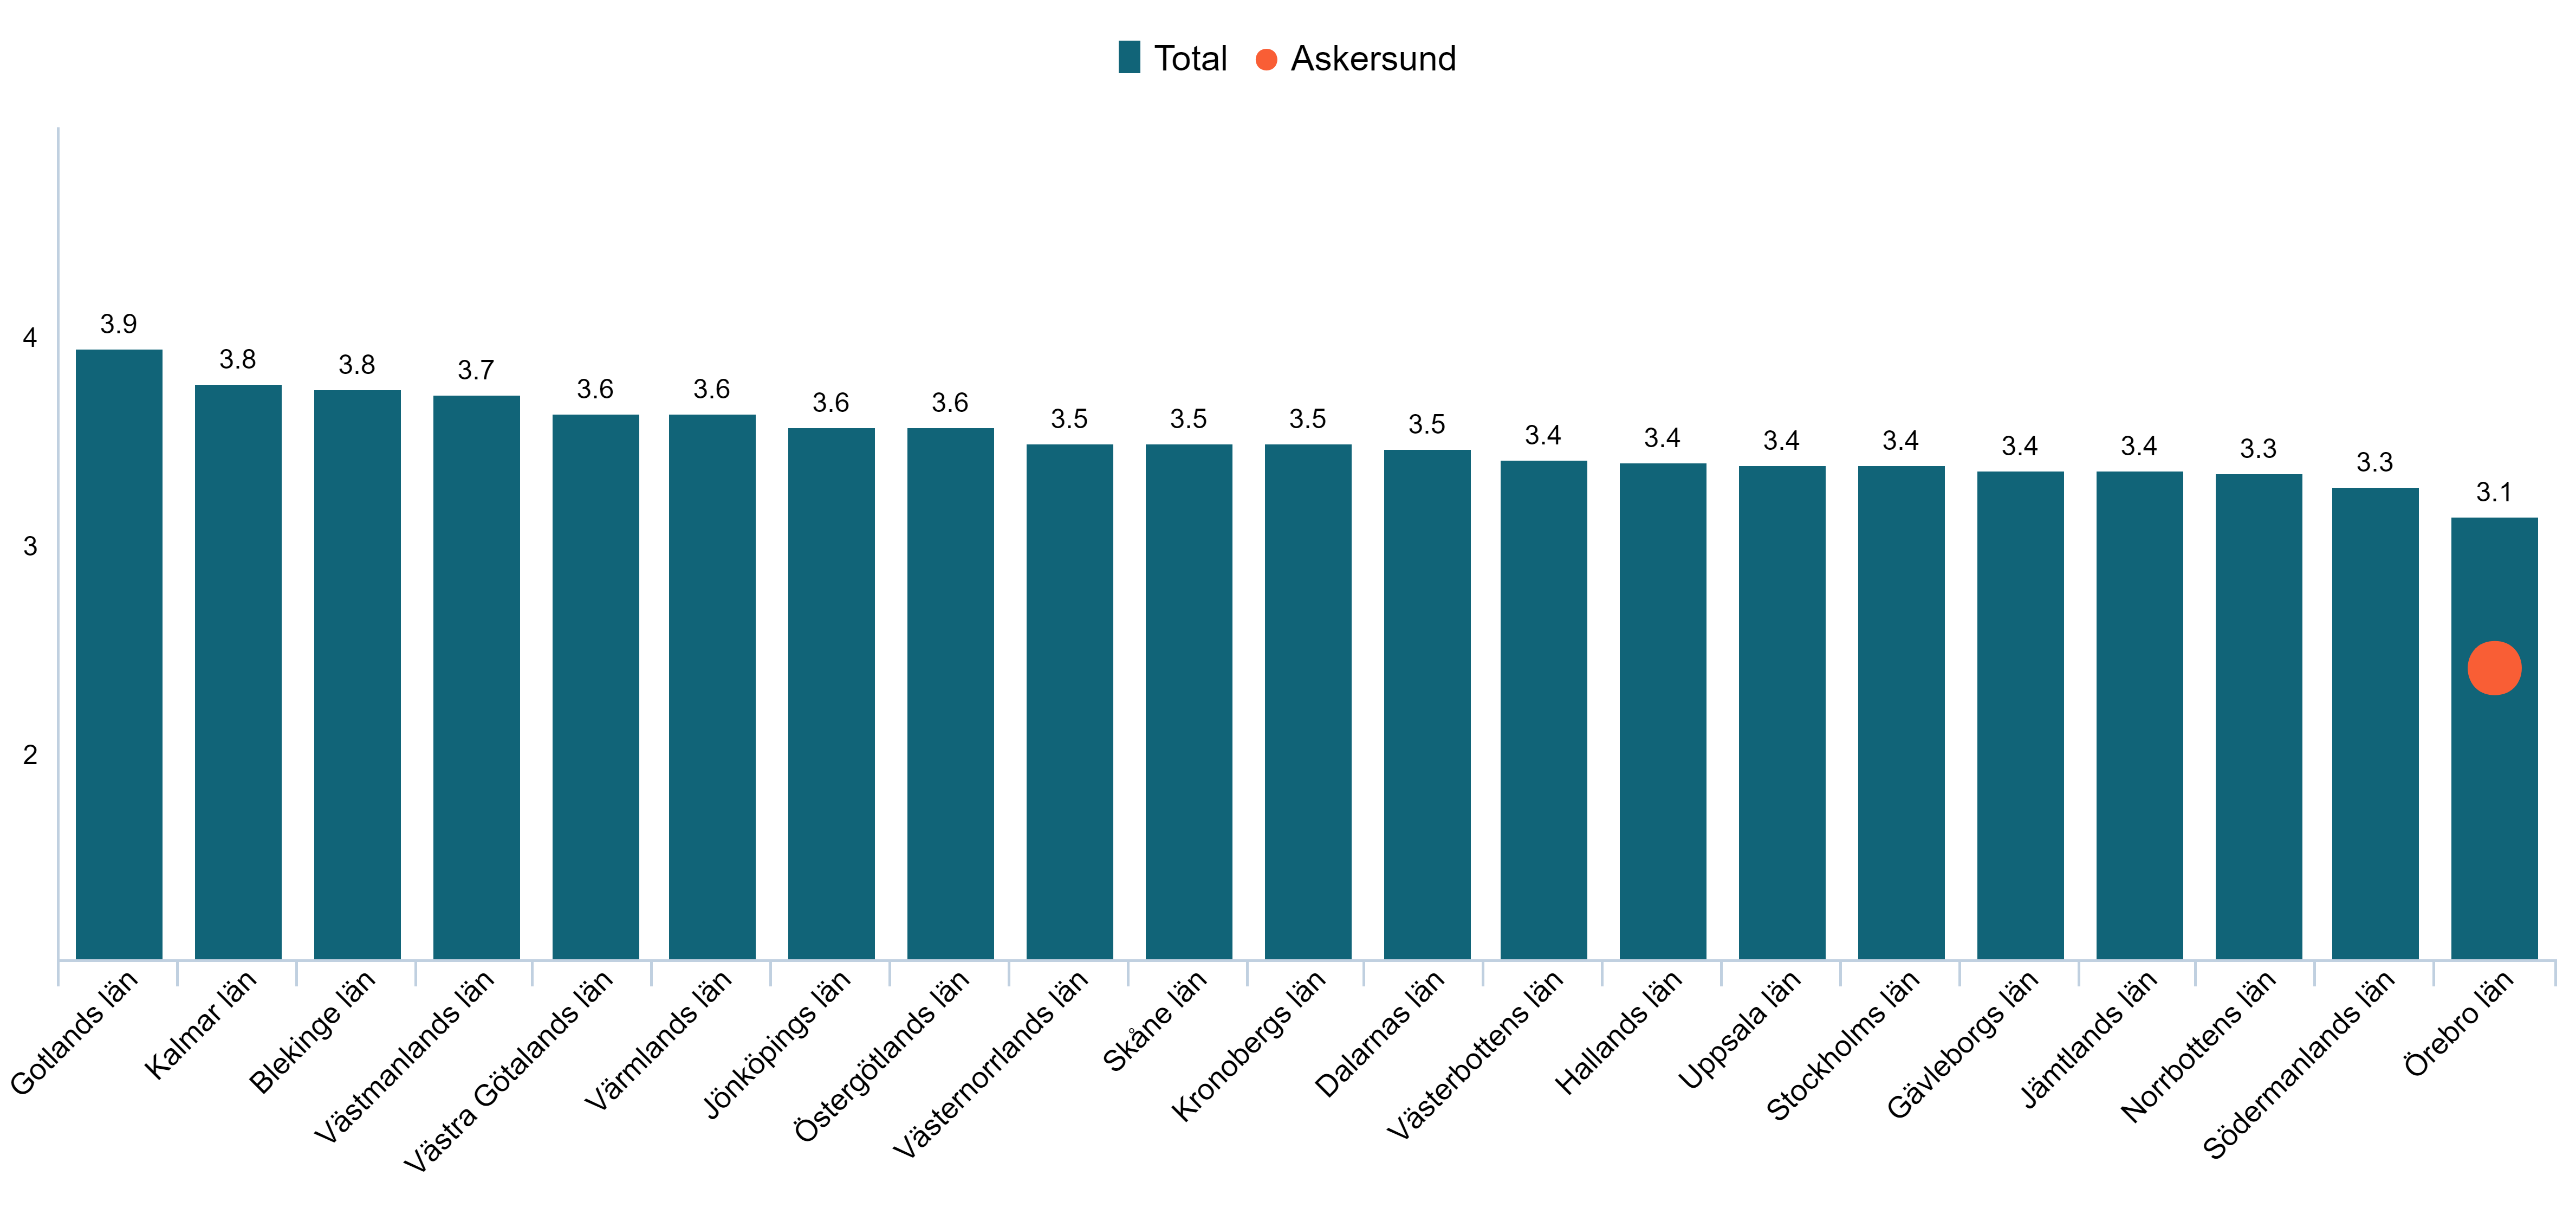 Total Askersund
4
3
2
3.9 3.8 3.8 3.7 3.6 3.6 3.6 3.6 3.5 3.5 3.5 3.5 3.4 3.4 3.4 3.4 3.4 3.4 3.3 3.3 3.1
Gotlands län
Kalmar län
Blekinge län
Västmanlands län
Västra Götalands län
Värmlands län
Jönköpings län
Östergötlands län
Västernorrlands län
Skåne län
Kronobergs län
Dalarnas län
Västerbottens län
Hallands län
Uppsala län
Stockholms län
Gävleborgs län
Jämtlands län
Norrbottens län
Södermanlands län
Örebro län